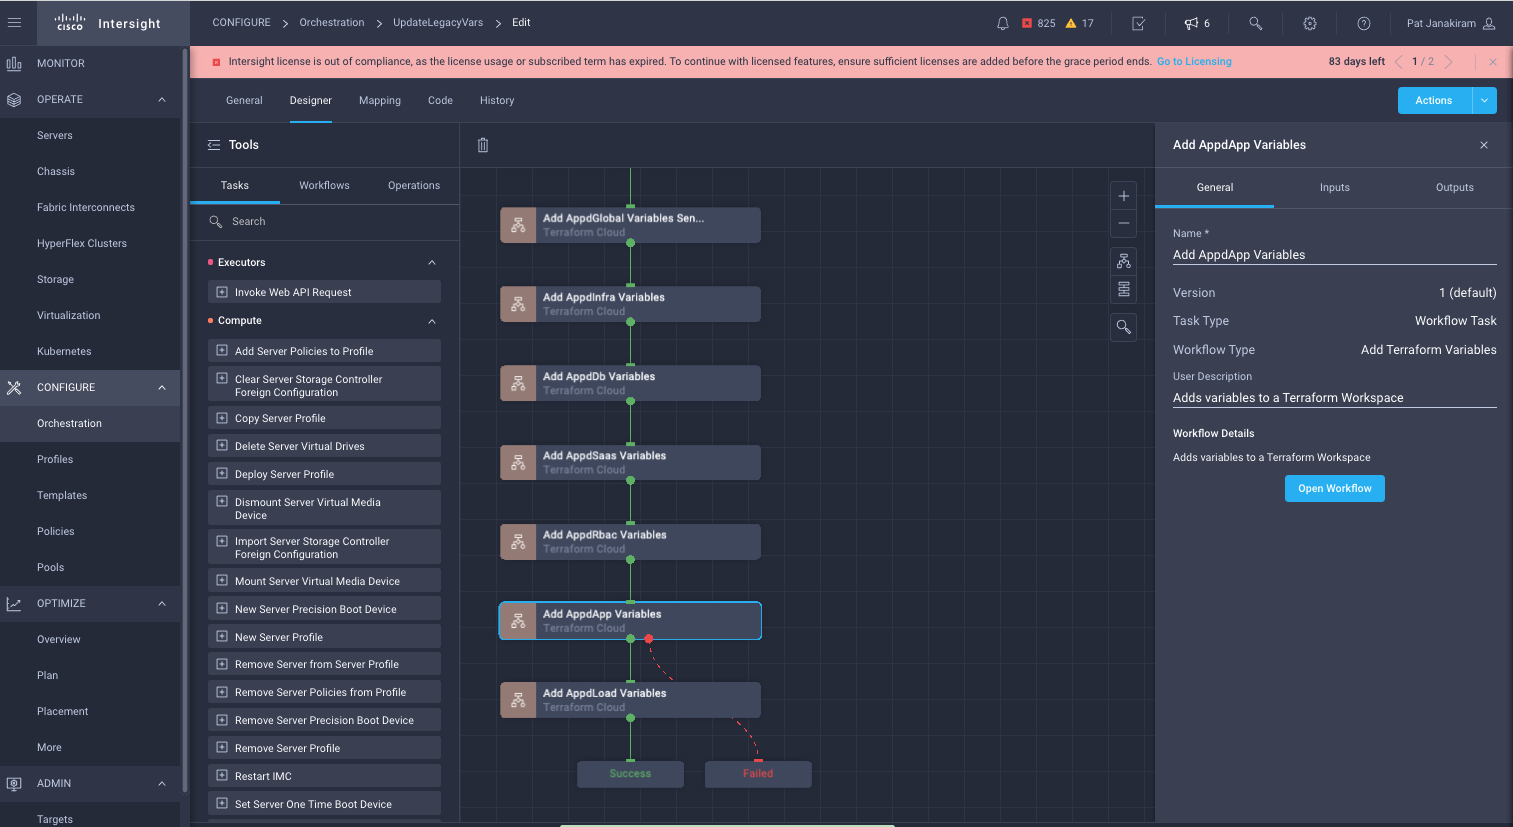 CISCO Intersight
CONFIGURE > Orchestration > UpdateLegacyVars > Edit
825 17 6 Pat Janakiram
Intersight license is out of compliance, as the license usage or subscribed term has expired. To continue with licensed features, ensure sufficient licenses are added before the grace period ends. Go to Licensing
83 days left 1 / 2
MONITOR
OPERATE
Servers
Chassis
Fabric Interconnects
HyperFlex Clusters
Storage
Virtualization
Kubernetes
CONFIGURE
Orchestration
Profiles
Templates
Policies
Pools
OPTIMIZE
Overview
Plan
Placement
More
ADMIN
Targets
General Designer Mapping Code History
Actions
Tools
Tasks Workflows Operations
Search
Executors
Invoke Web API Request
Compute
Add Server Policies to Profile
Clear Server Storage Controller
Foreign Configuration
Copy Server Profile
Delete Server Virtual Drives
Deploy Server Profile
Dismount Server Virtual Media
Device
Import Server Storage Controller
Foreign Configuration
Mount Server Virtual Media Device
New Server Precision Boot Device
New Server Profile
Remove Server from Server Profile
Remove Server Policies from Profile
Remove Server Precision Boot Device
Remove Server Profile
Restart IMC
Set Server One Time Boot Device
Add AppdGlobal Variables Sen...
Terraform Cloud
Add AppdInfra Variables
Terraform Cloud
Add AppdDb Variables
Terraform Cloud
Add AppdSaas Variables
Terraform Cloud
Add AppdRbac Variables
Terraform Cloud
Add AppdApp Variables
Terraform Cloud
Add AppdLoad Variables
Terraform Cloud
Success
Failed
Add AppdApp Variables
General Inputs Outputs
Name *
Add AppdApp Variables
Version 1 (default)
Task Type Workflow Task
Workflow Type Add Terraform Variables
User Description
Adds variables to a Terraform Workspace
Workflow Details
Adds variables to a Terraform Workspace
Open Workflow